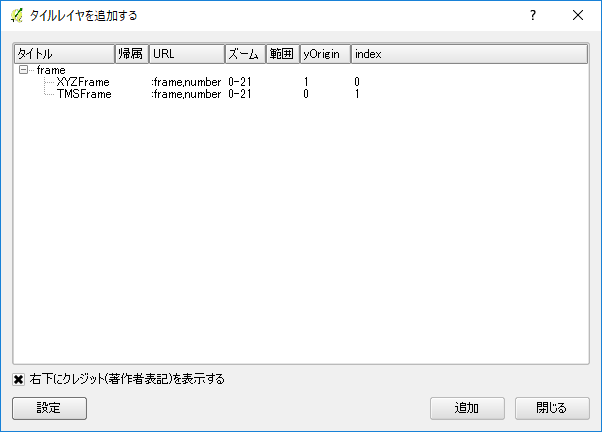 タイルレイヤを追加する
タイトル 帰属 URL ズーム 範囲 yOrigin index
frame
XYZFrame :frame,number 0-21 1 0
TMSFrame :frame,number 0-21 0 1
右下にクレジット(著作者表記)を表示する
設定 追加 閉じる